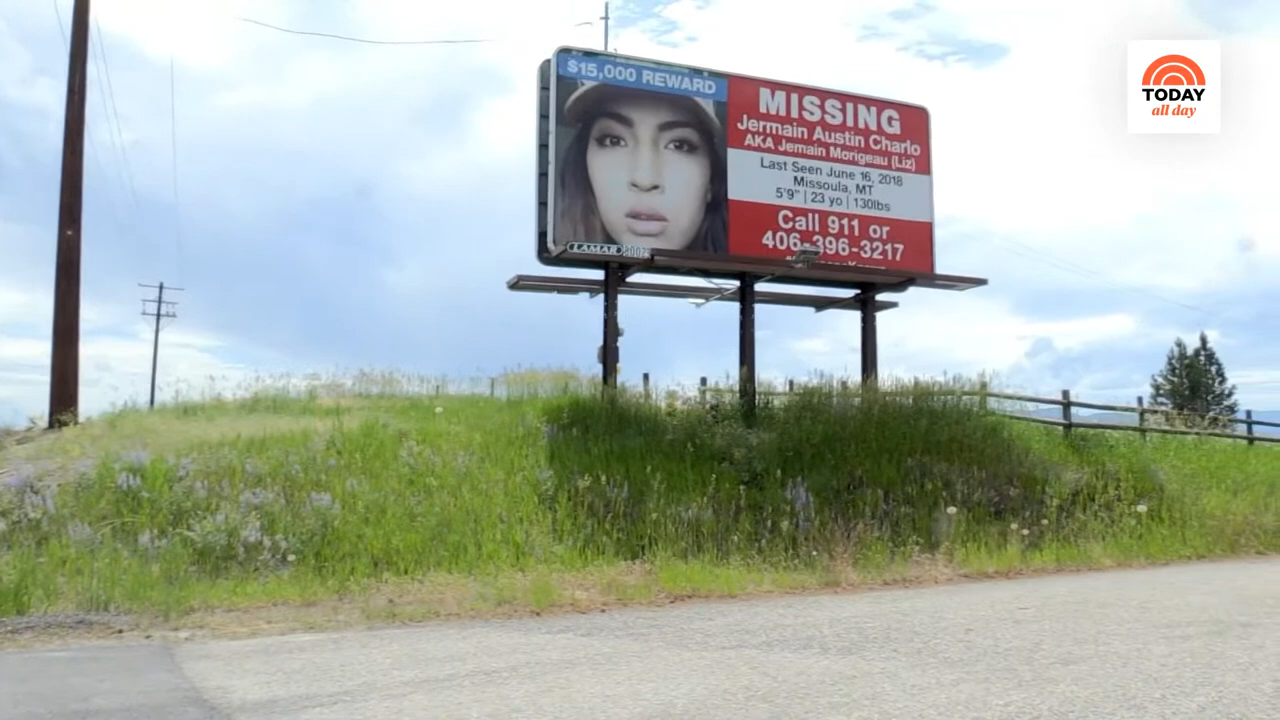 $15,000 REWARD
MISSING
Jermain Austin Charlo
AKA Jemain Morigeau (Liz)
Last Seen June 16, 2018
Missoula, MT
5'9" | 23 yo | 130lbs
Call 911 or
406-396-3217
LAMAR
TODAY
all day